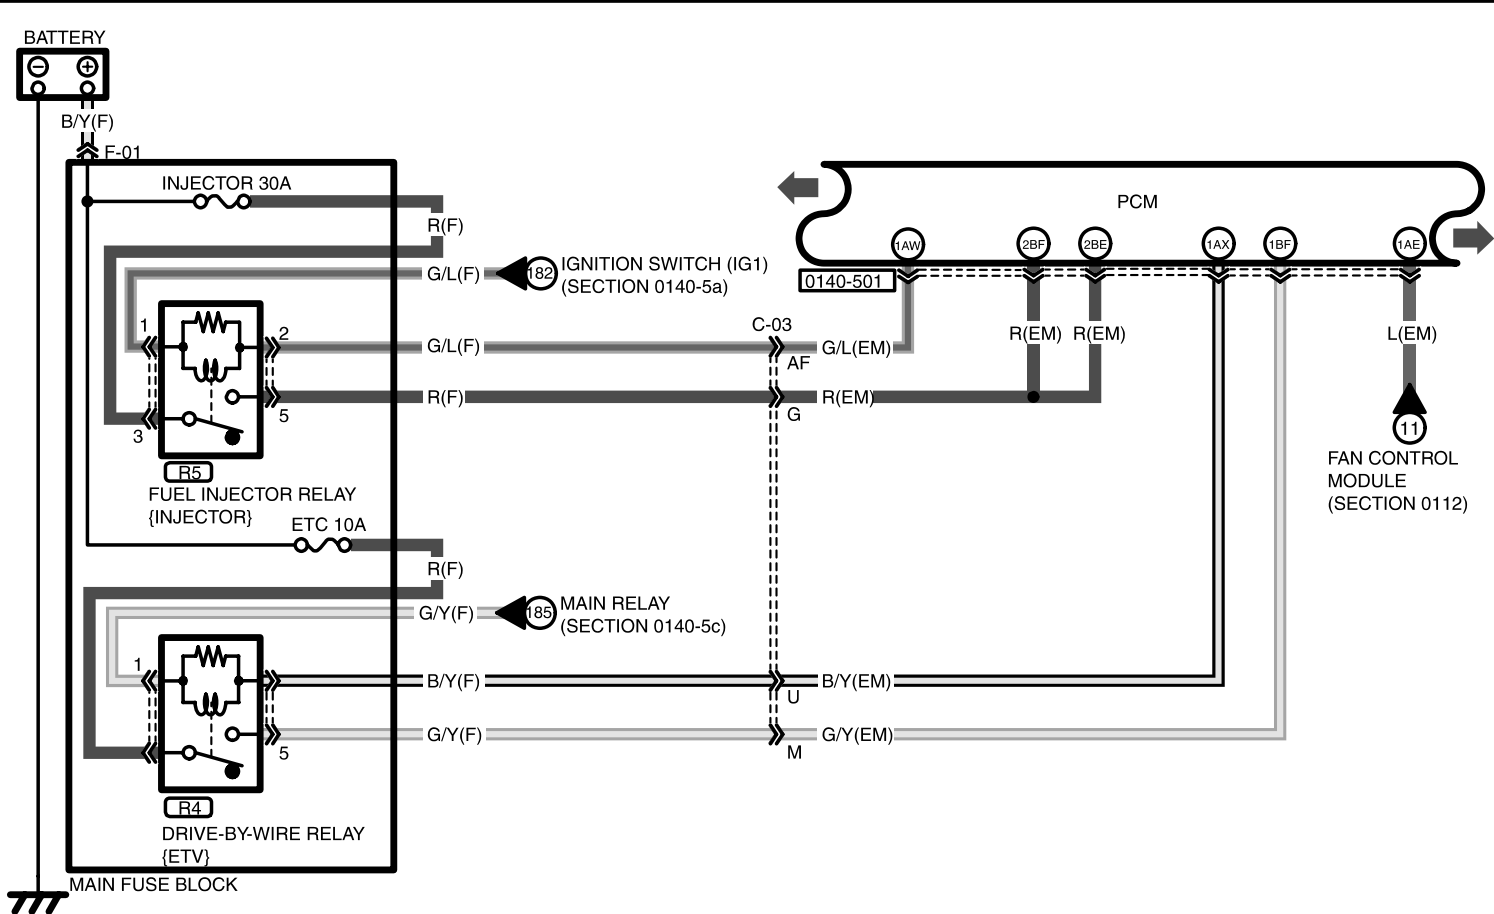 BATTERY
− +
B/Y(F)
F-01
INJECTOR 30A
R(F)
G/L(F)
182
IGNITION SWITCH (IG1)
(SECTION 0140-5a)
PCM
1AW 2BF 2BE 1AX 1BF 1AE
0140-501
1
2
G/L(F)
C-03
AF
G/L(EM)
R(EM) R(EM)
L(EM)
3
5
R(F)
G
R(EM)
11
FAN CONTROL
MODULE
(SECTION 0112)
R5
FUEL INJECTOR RELAY
{INJECTOR}
ETC 10A
R(F)
G/Y(F)
185
MAIN RELAY
(SECTION 0140-5c)
1
B/Y(F)
U
B/Y(EM)
5
G/Y(F)
M
G/Y(EM)
R4
DRIVE-BY-WIRE RELAY
{ETV}
MAIN FUSE BLOCK